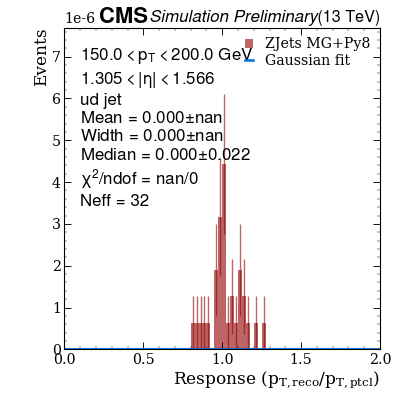 1e-6 CMS Simulation Preliminary (13 TeV)
Events
150.0 < pT < 200.0 GeV
1.305 < |η| < 1.566
ud jet
Mean = 0.000±nan
Width = 0.000±nan
Median = 0.000±0.022
χ²/ndof = nan/0
Neff = 32
ZJets MG+Py8
Gaussian fit
7
6
5
4
3
2
1
0
0.0 0.5 1.0 1.5 2.0
Response (pT,reco/pT,ptcl)